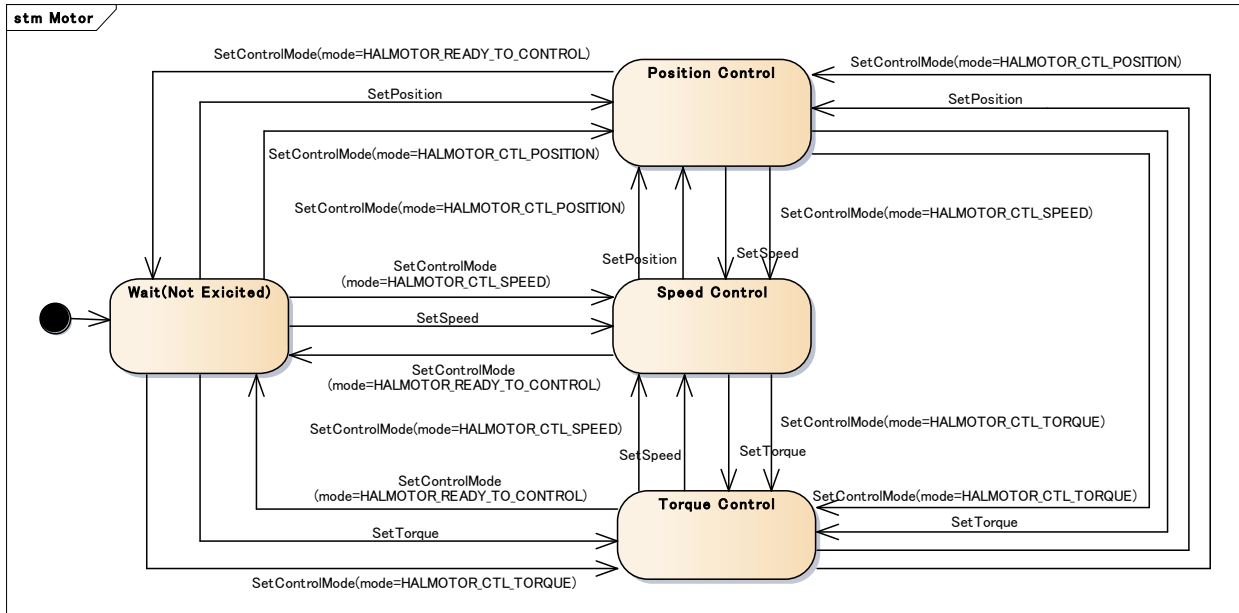 stm Motor
SetControlMode(mode=HALMOTOR_READY_TO_CONTROL)
Position Control
SetControlMode(mode=HALMOTOR_CTL_POSITION)
SetPosition
SetPosition
SetControlMode(mode=HALMOTOR_CTL_POSITION)
SetControlMode(mode=HALMOTOR_CTL_POSITION)
SetControlMode(mode=HALMOTOR_CTL_SPEED)
SetPosition
SetSpeed
SetControlMode
(mode=HALMOTOR_CTL_SPEED)
Wait(Not Exicited)
Speed Control
SetSpeed
SetControlMode
(mode=HALMOTOR_READY_TO_CONTROL)
SetControlMode(mode=HALMOTOR_CTL_SPEED)
SetControlMode(mode=HALMOTOR_CTL_TORQUE)
SetSpeed
SetTorque
SetControlMode
(mode=HALMOTOR_READY_TO_CONTROL)
Torque Control
SetControlMode(mode=HALMOTOR_CTL_TORQUE)
SetTorque
SetTorque
SetControlMode(mode=HALMOTOR_CTL_TORQUE)